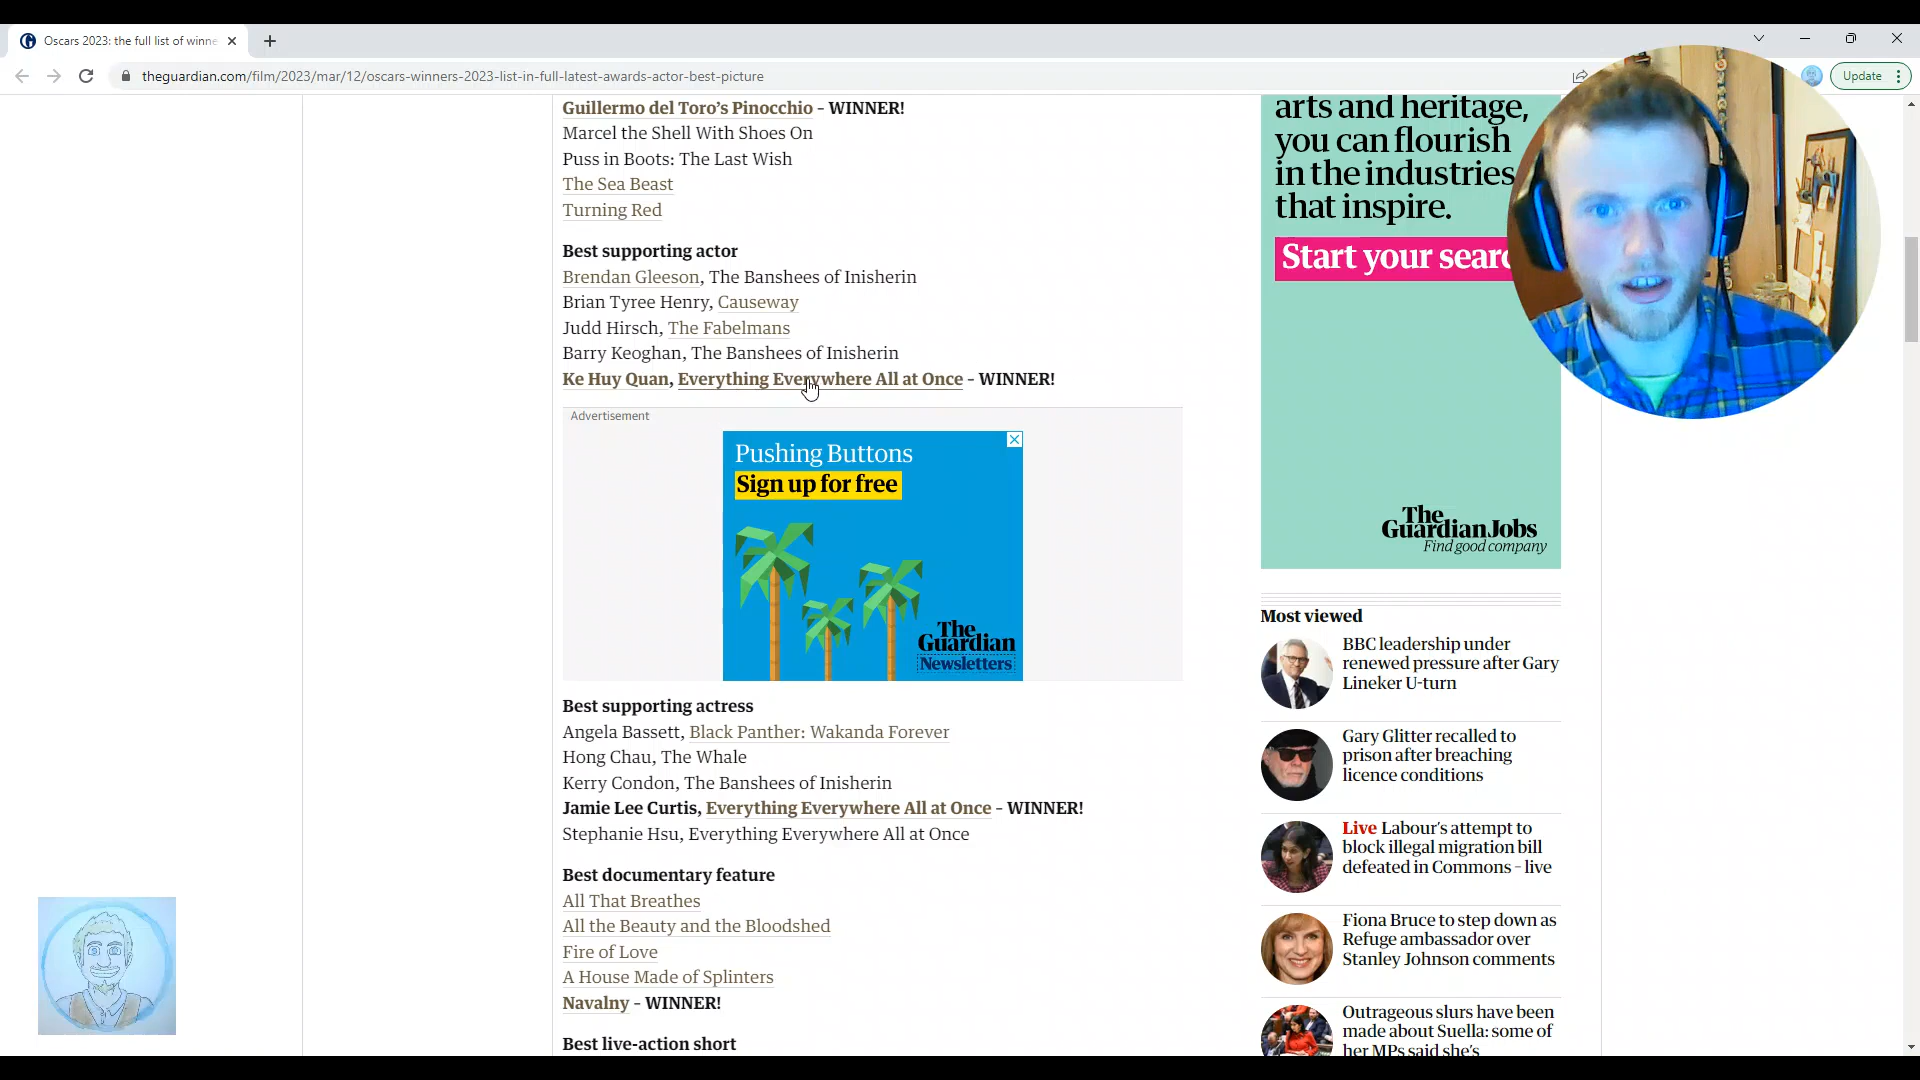 Oscars 2023: the full list of winne
theguardian.com/film/2023/mar/12/oscars-winners-2023-list-in-full-latest-awards-actor-best-picture
Update
Guillermo del Toro’s Pinocchio – WINNER!
Marcel the Shell With Shoes On
Puss in Boots: The Last Wish
The Sea Beast
Turning Red
Best supporting actor
Brendan Gleeson, The Banshees of Inisherin
Brian Tyree Henry, Causeway
Judd Hirsch, The Fabelmans
Barry Keoghan, The Banshees of Inisherin
Ke Huy Quan, Everything Everywhere All at Once – WINNER!
Advertisement
Pushing Buttons
Sign up for free
The
Guardian
Newsletters
Best supporting actress
Angela Bassett, Black Panther: Wakanda Forever
Hong Chau, The Whale
Kerry Condon, The Banshees of Inisherin
Jamie Lee Curtis, Everything Everywhere All at Once – WINNER!
Stephanie Hsu, Everything Everywhere All at Once
Best documentary feature
All That Breathes
All the Beauty and the Bloodshed
Fire of Love
A House Made of Splinters
Navalny – WINNER!
Best live-action short
arts and heritage,
you can flourish
in the industries
that inspire.
Start your searc
The
Guardian Jobs
Find good company
Most viewed
BBC leadership under
renewed pressure after Gary
Lineker U-turn
Gary Glitter recalled to
prison after breaching
licence conditions
Live Labour’s attempt to
block illegal migration bill
defeated in Commons – live
Fiona Bruce to step down as
Refuge ambassador over
Stanley Johnson comments
Outrageous slurs have been
made about Suella: some of
her MPs said she’s